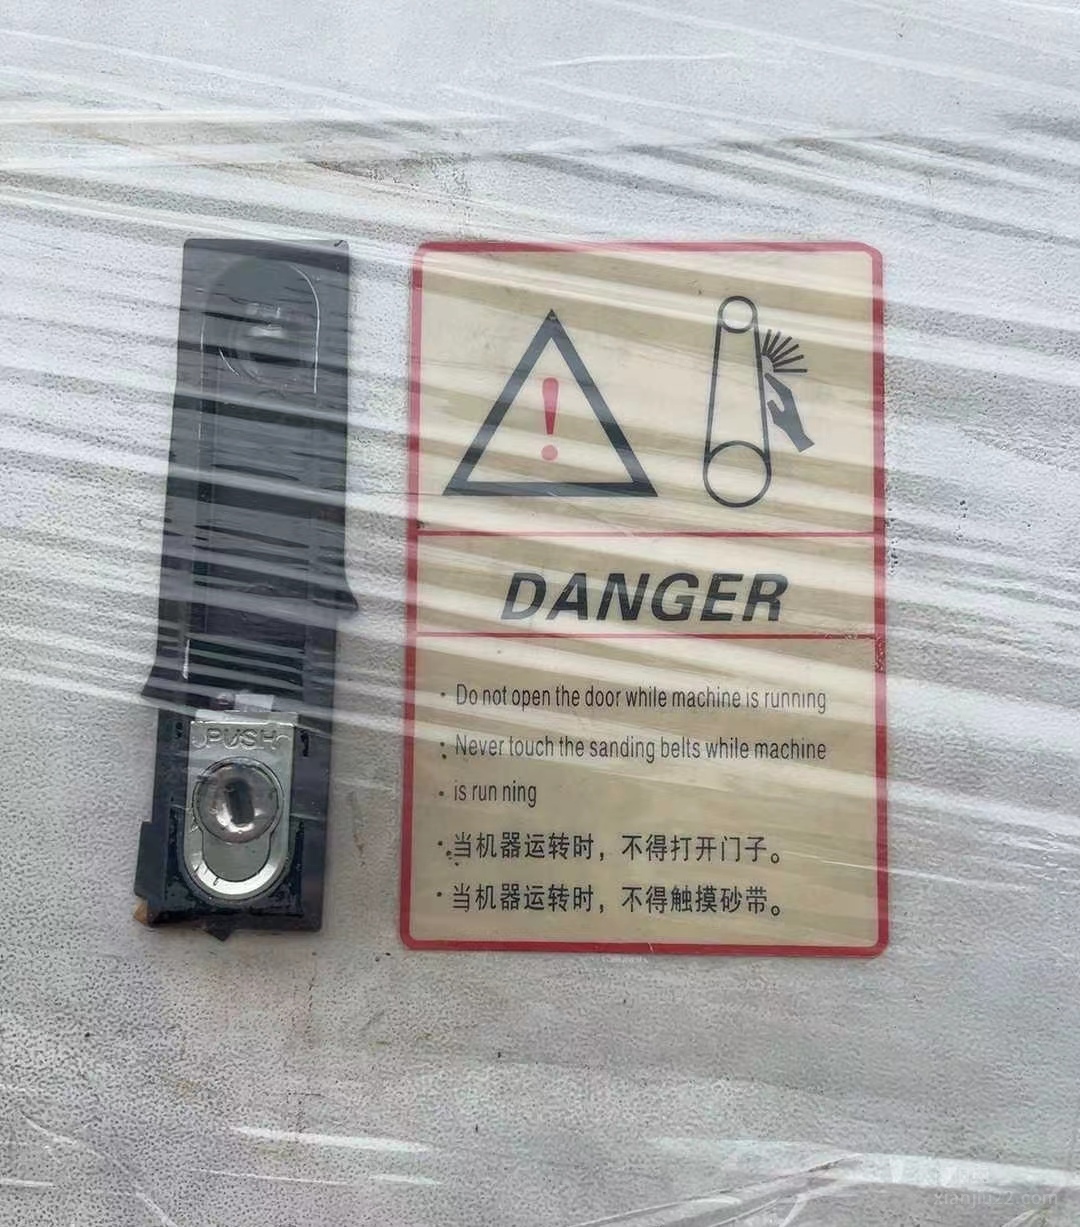 DANGER
· Do not open the door while machine is running
: Never touch the sanding belts while machine
· is run ning
· 当机器运转时，不得打开门子。
· 当机器运转时，不得触摸砂带。
PUSH
xianjiu22.com